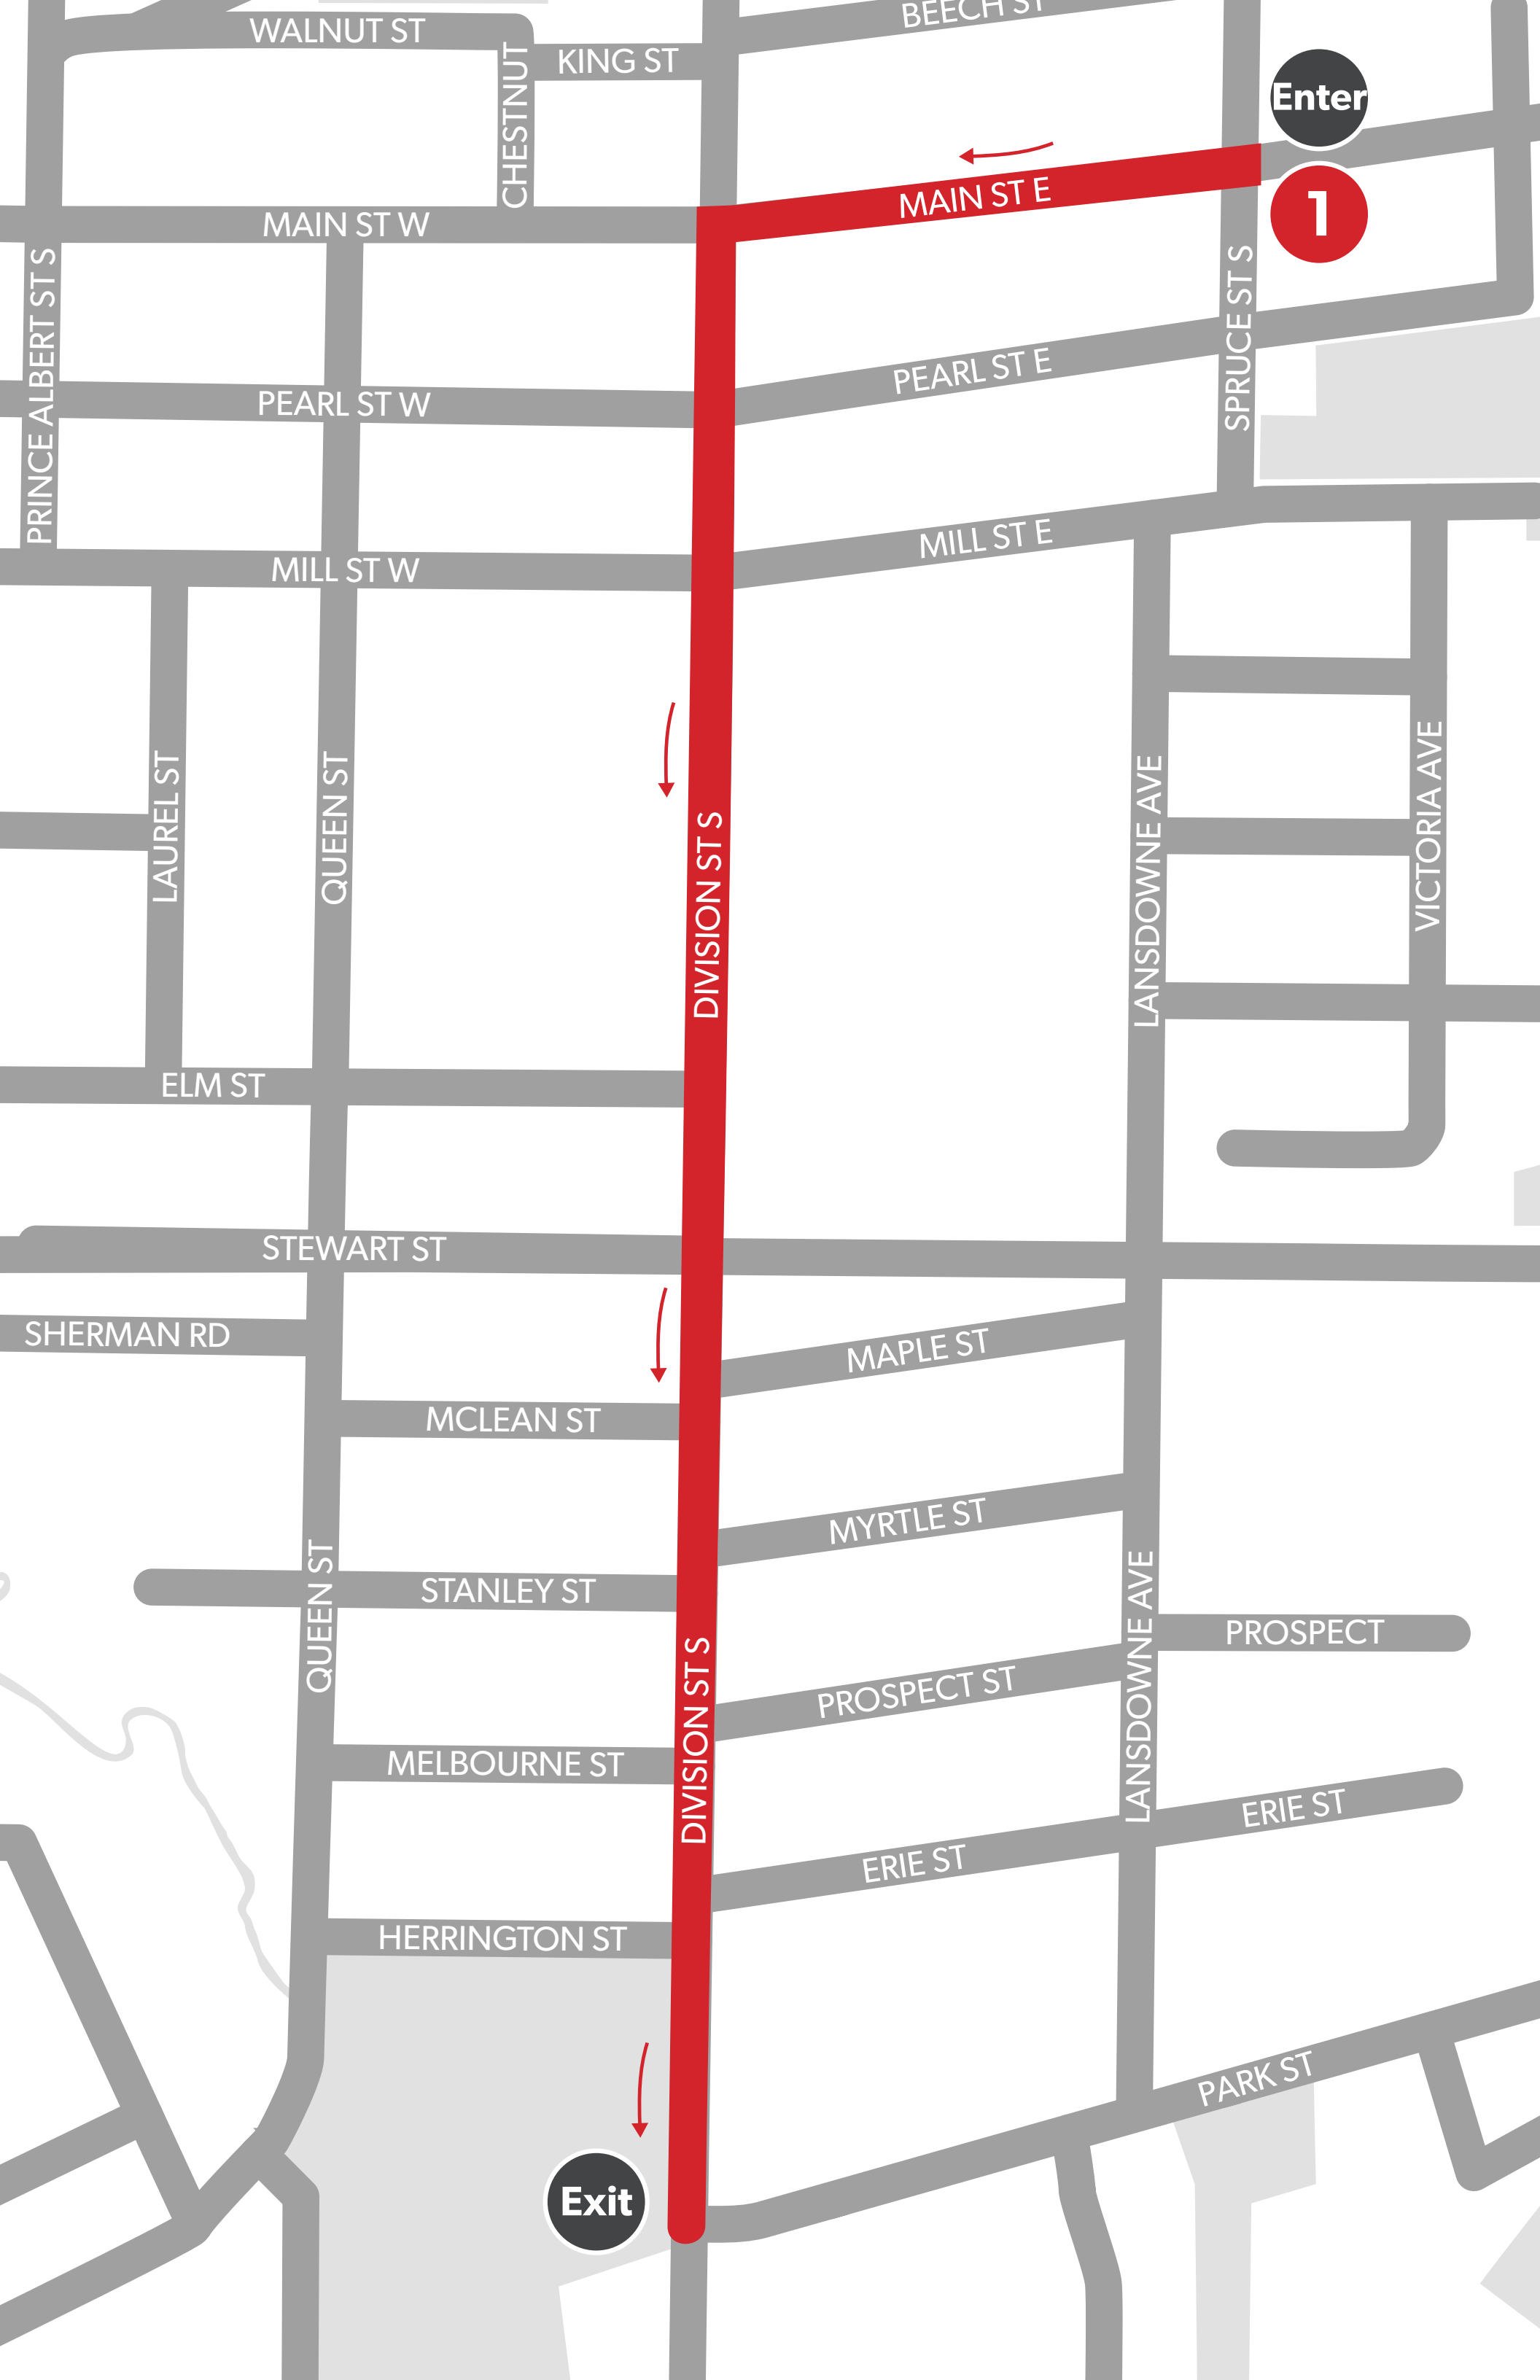 BEECH ST
WALNUT ST
KING ST
CHESTNUT
Enter
1
MAIN ST E
MAIN ST W
PRINCE ALBERT ST S
SPRUCE ST S
PEARL ST E
PEARL ST W
MILL ST E
MILL ST W
LAUREL ST
QUEEN ST
DIVISION ST S
LANSDOWNE AVE
VICTORIA AVE
ELM ST
STEWART ST
SHERMAN RD
MAPLE ST
MCLEAN ST
MYRTLE ST
STANLEY ST
QUEEN ST
DIVISION ST S
LANSDOWNE AVE
PROSPECT
PROSPECT ST
MELBOURNE ST
ERIE ST
ERIE ST
HERRINGTON ST
PARK ST
Exit